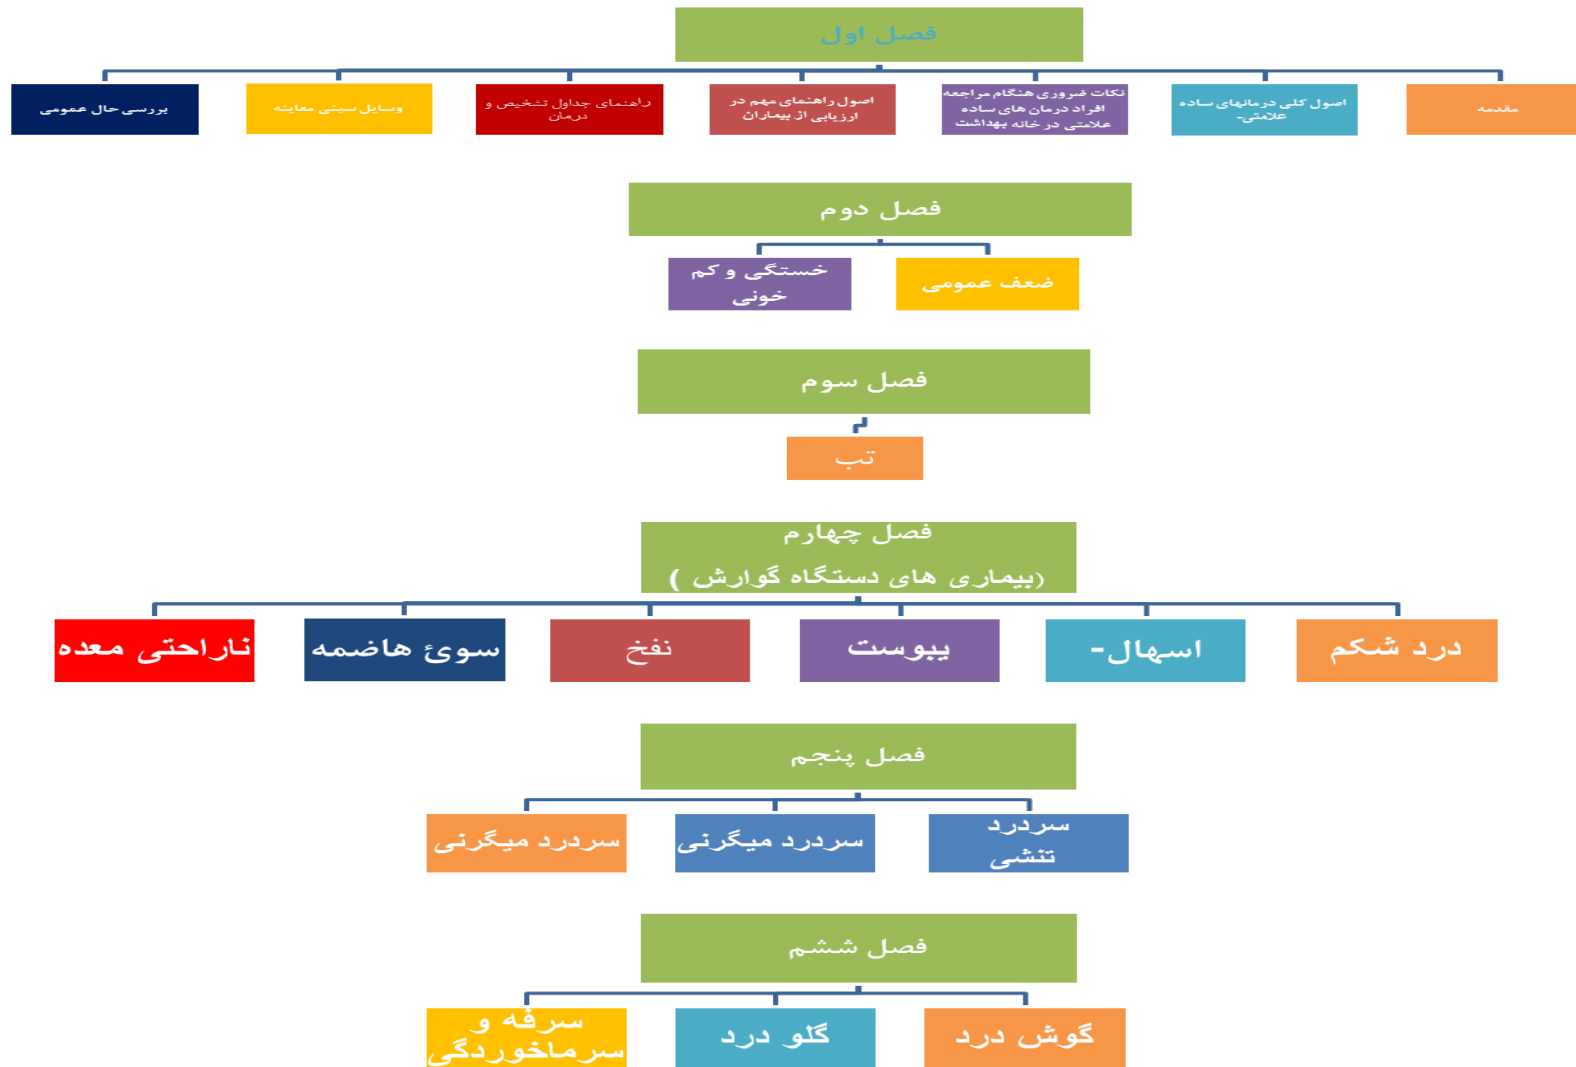 فصل اول
مقدمه
اصول کلی درمانهای ساده
علامتی-
نکات ضروری هنگام مراجعه
افراد درمان های ساده
علامتی در خانه بهداشت
اصول راهنمای مهم در
ارزیابی از بیماران
راهنمای جداول تشخیص و
درمان
وسایل سینی معاینه
بررسی حال عمومی
فصل دوم
ضعف عمومی
خستگی و کم
خونی
فصل سوم
تب
فصل چهارم
(بیماری های دستگاه گوارش )
درد شکم
اسهال-
یبوست
نفخ
سوئ هاضمه
ناراحتی معده
فصل پنجم
سردرد
تنشی
سردرد میگرنی
سردرد میگرنی
فصل ششم
گوش درد
گلو درد
سرفه و
سرماخوردگی